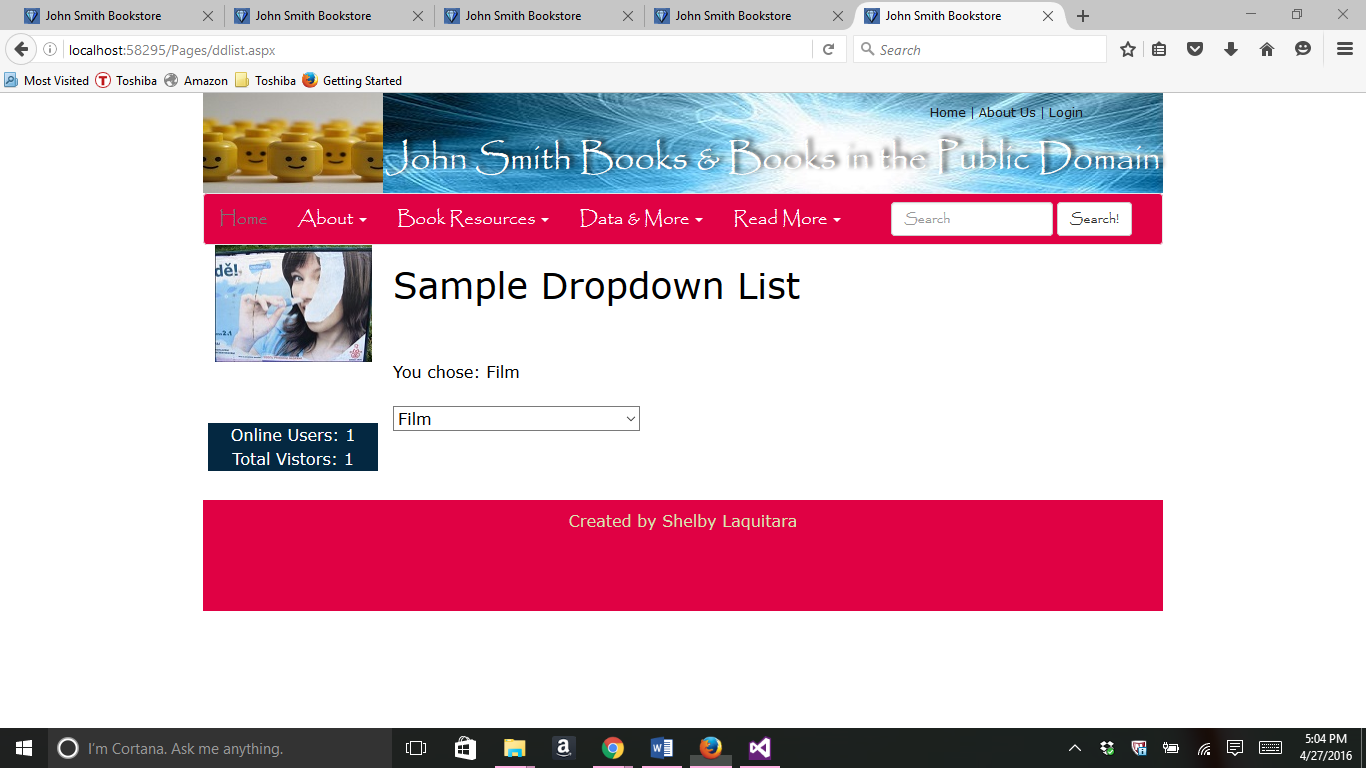 John Smith Bookstore
John Smith Bookstore
John Smith Bookstore
John Smith Bookstore
John Smith Bookstore
localhost:58295/Pages/ddlist.aspx
Search
Most Visited
Toshiba
Amazon
Toshiba
Getting Started
Home | About Us | Login
John Smith Books & Books in the Public Domain
Home
About
Book Resources
Data & More
Read More
Search
Search!
dě!
Sample Dropdown List
You chose: Film
Film
Online Users: 1
Total Vistors: 1
Created by Shelby Laquitara
I'm Cortana. Ask me anything.
5:04 PM
4/27/2016